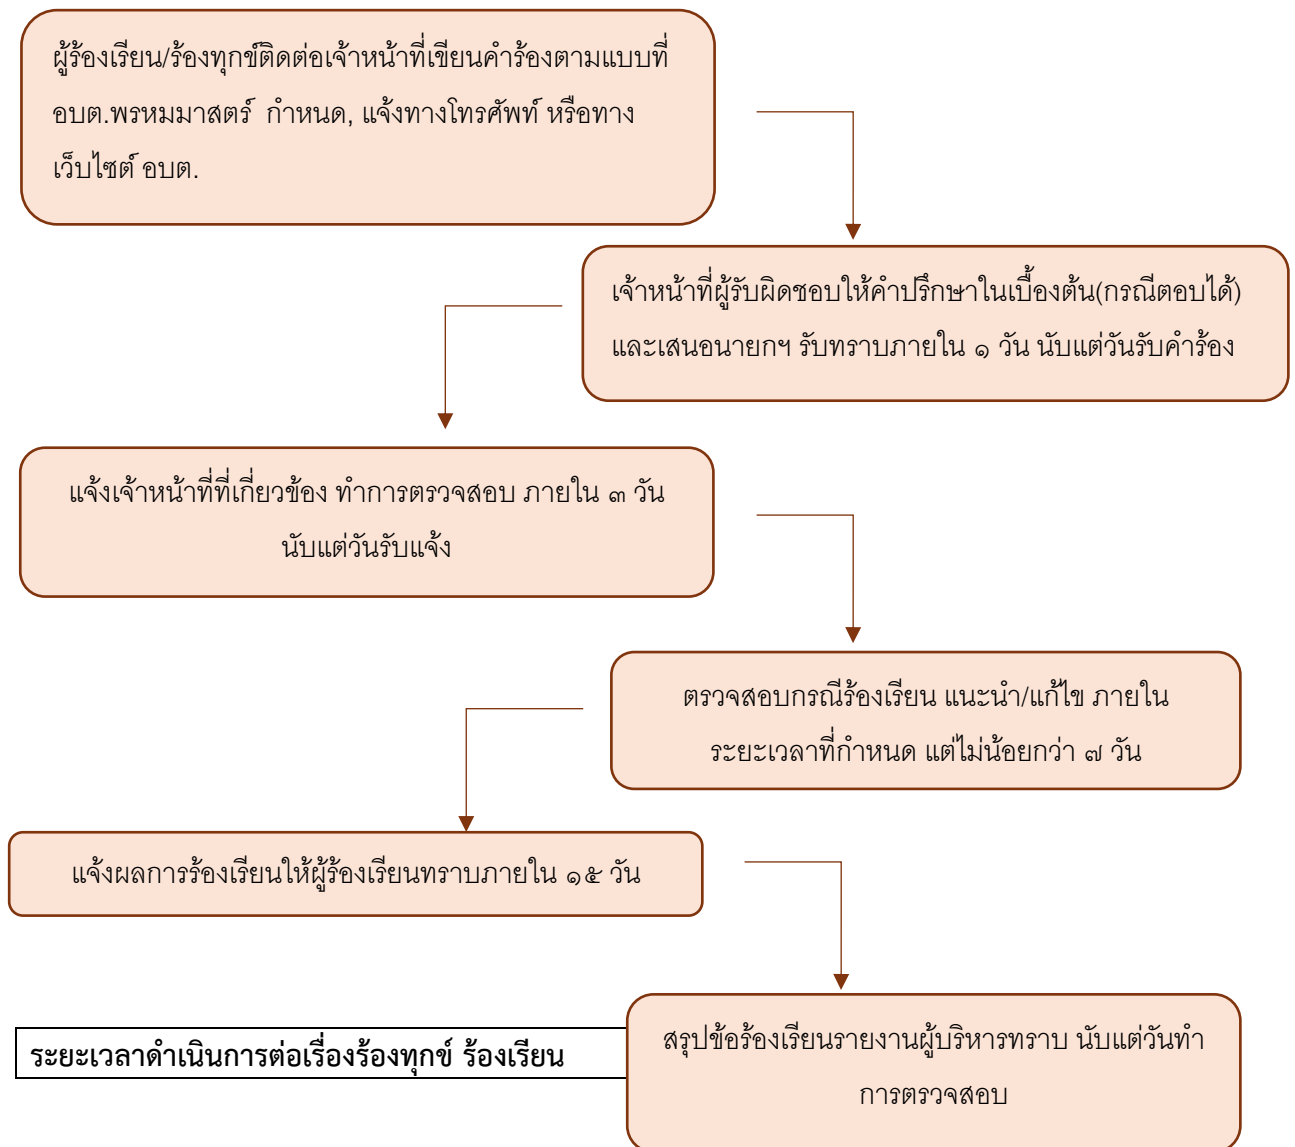 ผู้ร้องเรียน/ร้องทุกข์ติดต่อเจ้าหน้าที่เขียนคำร้องตามแบบที่
อบต.พรหมมาสตร์ กำหนด, แจ้งทางโทรศัพท์ หรือทาง
เว็บไซต์ อบต.
เจ้าหน้าที่ผู้รับผิดชอบให้คำปรึกษาในเบื้องต้น(กรณีตอบได้)
และเสนอนายกฯ รับทราบภายใน ๑ วัน นับแต่วันรับคำร้อง
แจ้งเจ้าหน้าที่ที่เกี่ยวข้อง ทำการตรวจสอบ ภายใน ๓ วัน
นับแต่วันรับแจ้ง
ตรวจสอบกรณีร้องเรียน แนะนำ/แก้ไข ภายใน
ระยะเวลาที่กำหนด แต่ไม่น้อยกว่า ๗ วัน
แจ้งผลการร้องเรียนให้ผู้ร้องเรียนทราบภายใน ๑๕ วัน
สรุปข้อร้องเรียนรายงานผู้บริหารทราบ นับแต่วันทำ
การตรวจสอบ
ระยะเวลาดำเนินการต่อเรื่องร้องทุกข์ ร้องเรียน